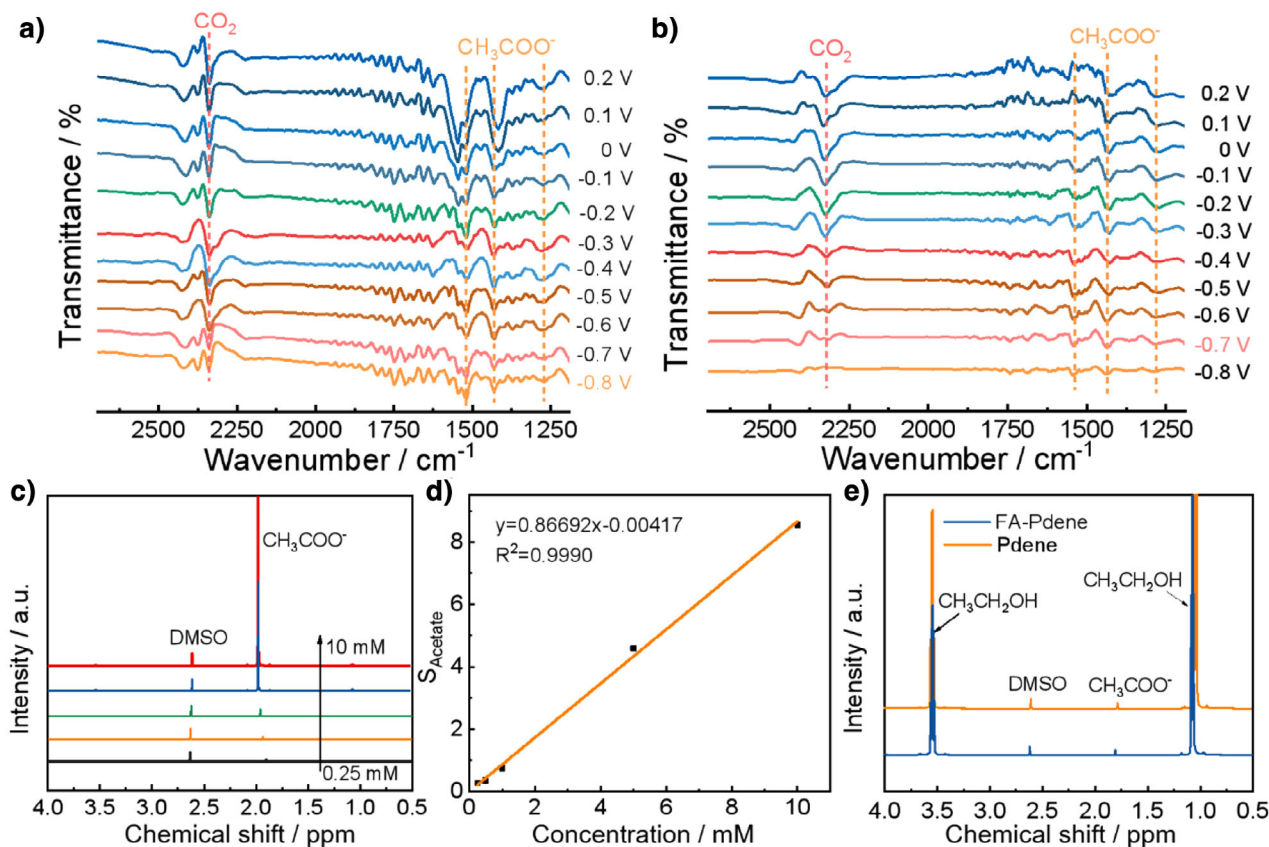 a)
CO₂
CH₃COO⁻
0.2 V
0.1 V
0 V
-0.1 V
-0.2 V
-0.3 V
-0.4 V
-0.5 V
-0.6 V
-0.7 V
-0.8 V
Transmittance / %
2500 2250 2000 1750 1500 1250
Wavenumber / cm⁻¹
b)
CO₂
CH₃COO⁻
0.2 V
0.1 V
0 V
-0.1 V
-0.2 V
-0.3 V
-0.4 V
-0.5 V
-0.6 V
-0.7 V
-0.8 V
Transmittance / %
2500 2250 2000 1750 1500 1250
Wavenumber / cm⁻¹
c)
CH₃COO⁻
DMSO
10 mM
0.25 mM
Intensity / a.u.
4.0 3.5 3.0 2.5 2.0 1.5 1.0 0.5
Chemical shift / ppm
d)
y=0.86692x-0.00417
R²=0.9990
S_Acetate
8
6
4
2
0
0 2 4 6 8 10
Concentration / mM
e)
FA-Pdene
Pdene
CH₃CH₂OH
CH₃CH₂OH
DMSO
CH₃COO⁻
Intensity / a.u.
4.0 3.5 3.0 2.5 2.0 1.5 1.0 0.5
Chemical shift / ppm